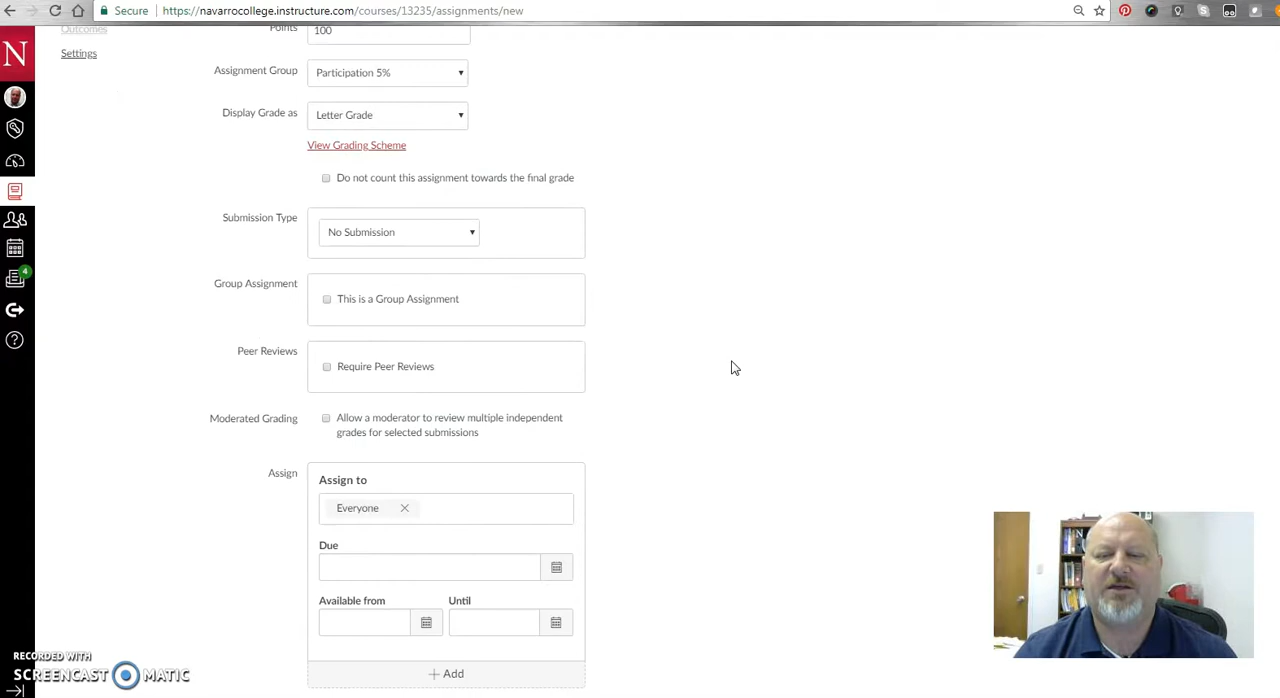 Secure
https://navarrocollege.instructure.com/courses/13235/assignments/new
Outcomes
Settings
N
4
Points
100
Assignment Group
Participation 5%
Display Grade as
Letter Grade
View Grading Scheme
Do not count this assignment towards the final grade
Submission Type
No Submission
Group Assignment
This is a Group Assignment
Peer Reviews
Require Peer Reviews
Moderated Grading
Allow a moderator to review multiple independent
grades for selected submissions
Assign
Assign to
Everyone
Due
Available from
Until
+ Add
RECORDED WITH
SCREENCAST MATIC